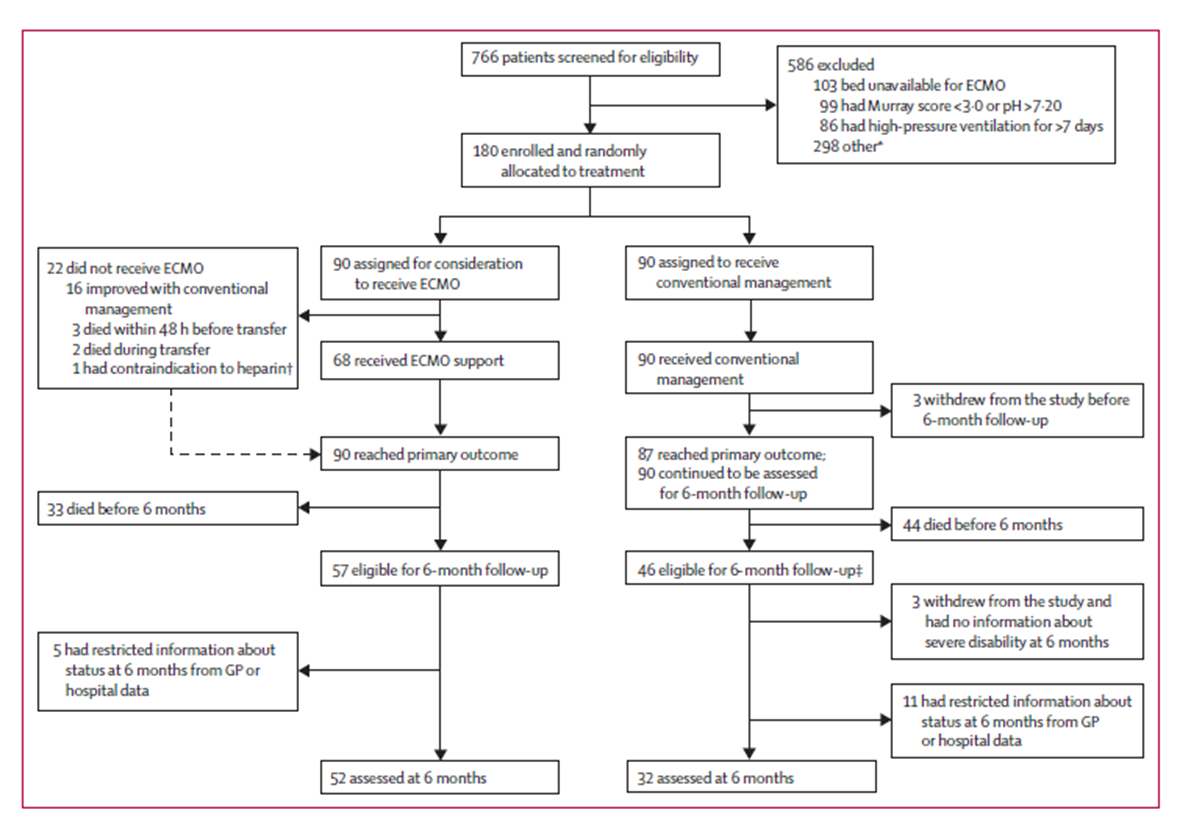 766 patients screened for eligibility
586 excluded
103 bed unavailable for ECMO
99 had Murray score <3·0 or pH >7·20
86 had high-pressure ventilation for >7 days
298 other*
180 enrolled and randomly
allocated to treatment
22 did not receive ECMO
16 improved with conventional
management
3 died within 48 h before transfer
2 died during transfer
1 had contraindication to heparin†
90 assigned for consideration
to receive ECMO
90 assigned to receive
conventional management
68 received ECMO support
90 received conventional
management
3 withdrew from the study before
6-month follow-up
90 reached primary outcome
87 reached primary outcome;
90 continued to be assessed
for 6-month follow-up
33 died before 6 months
44 died before 6 months
57 eligible for 6-month follow-up
46 eligible for 6-month follow-up‡
3 withdrew from the study and
had no information about
severe disability at 6 months
5 had restricted information about
status at 6 months from GP or
hospital data
11 had restricted information about
status at 6 months from GP
or hospital data
52 assessed at 6 months
32 assessed at 6 months